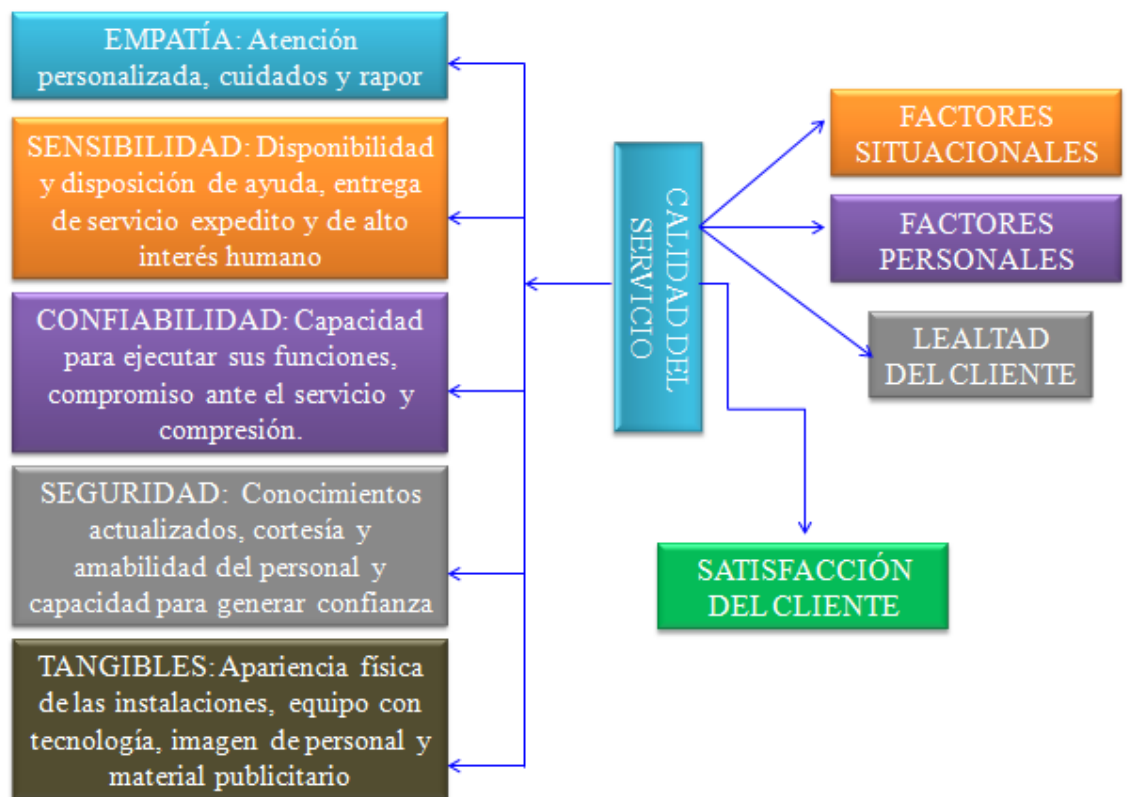 EMPATÍA: Atención
personalizada, cuidados y rapor
SENSIBILIDAD: Disponibilidad
y disposición de ayuda, entrega
de servicio expedito y de alto
interés humano
CONFIABILIDAD: Capacidad
para ejecutar sus funciones,
compromiso ante el servicio y
compresión.
SEGURIDAD: Conocimientos
actualizados, cortesía y
amabilidad del personal y
capacidad para generar confianza
TANGIBLES: Apariencia física
de las instalaciones, equipo con
tecnología, imagen de personal y
material publicitario
CALIDAD DEL
SERVICIO
FACTORES
SITUACIONALES
FACTORES
PERSONALES
LEALTAD
DEL CLIENTE
SATISFACCIÓN
DEL CLIENTE